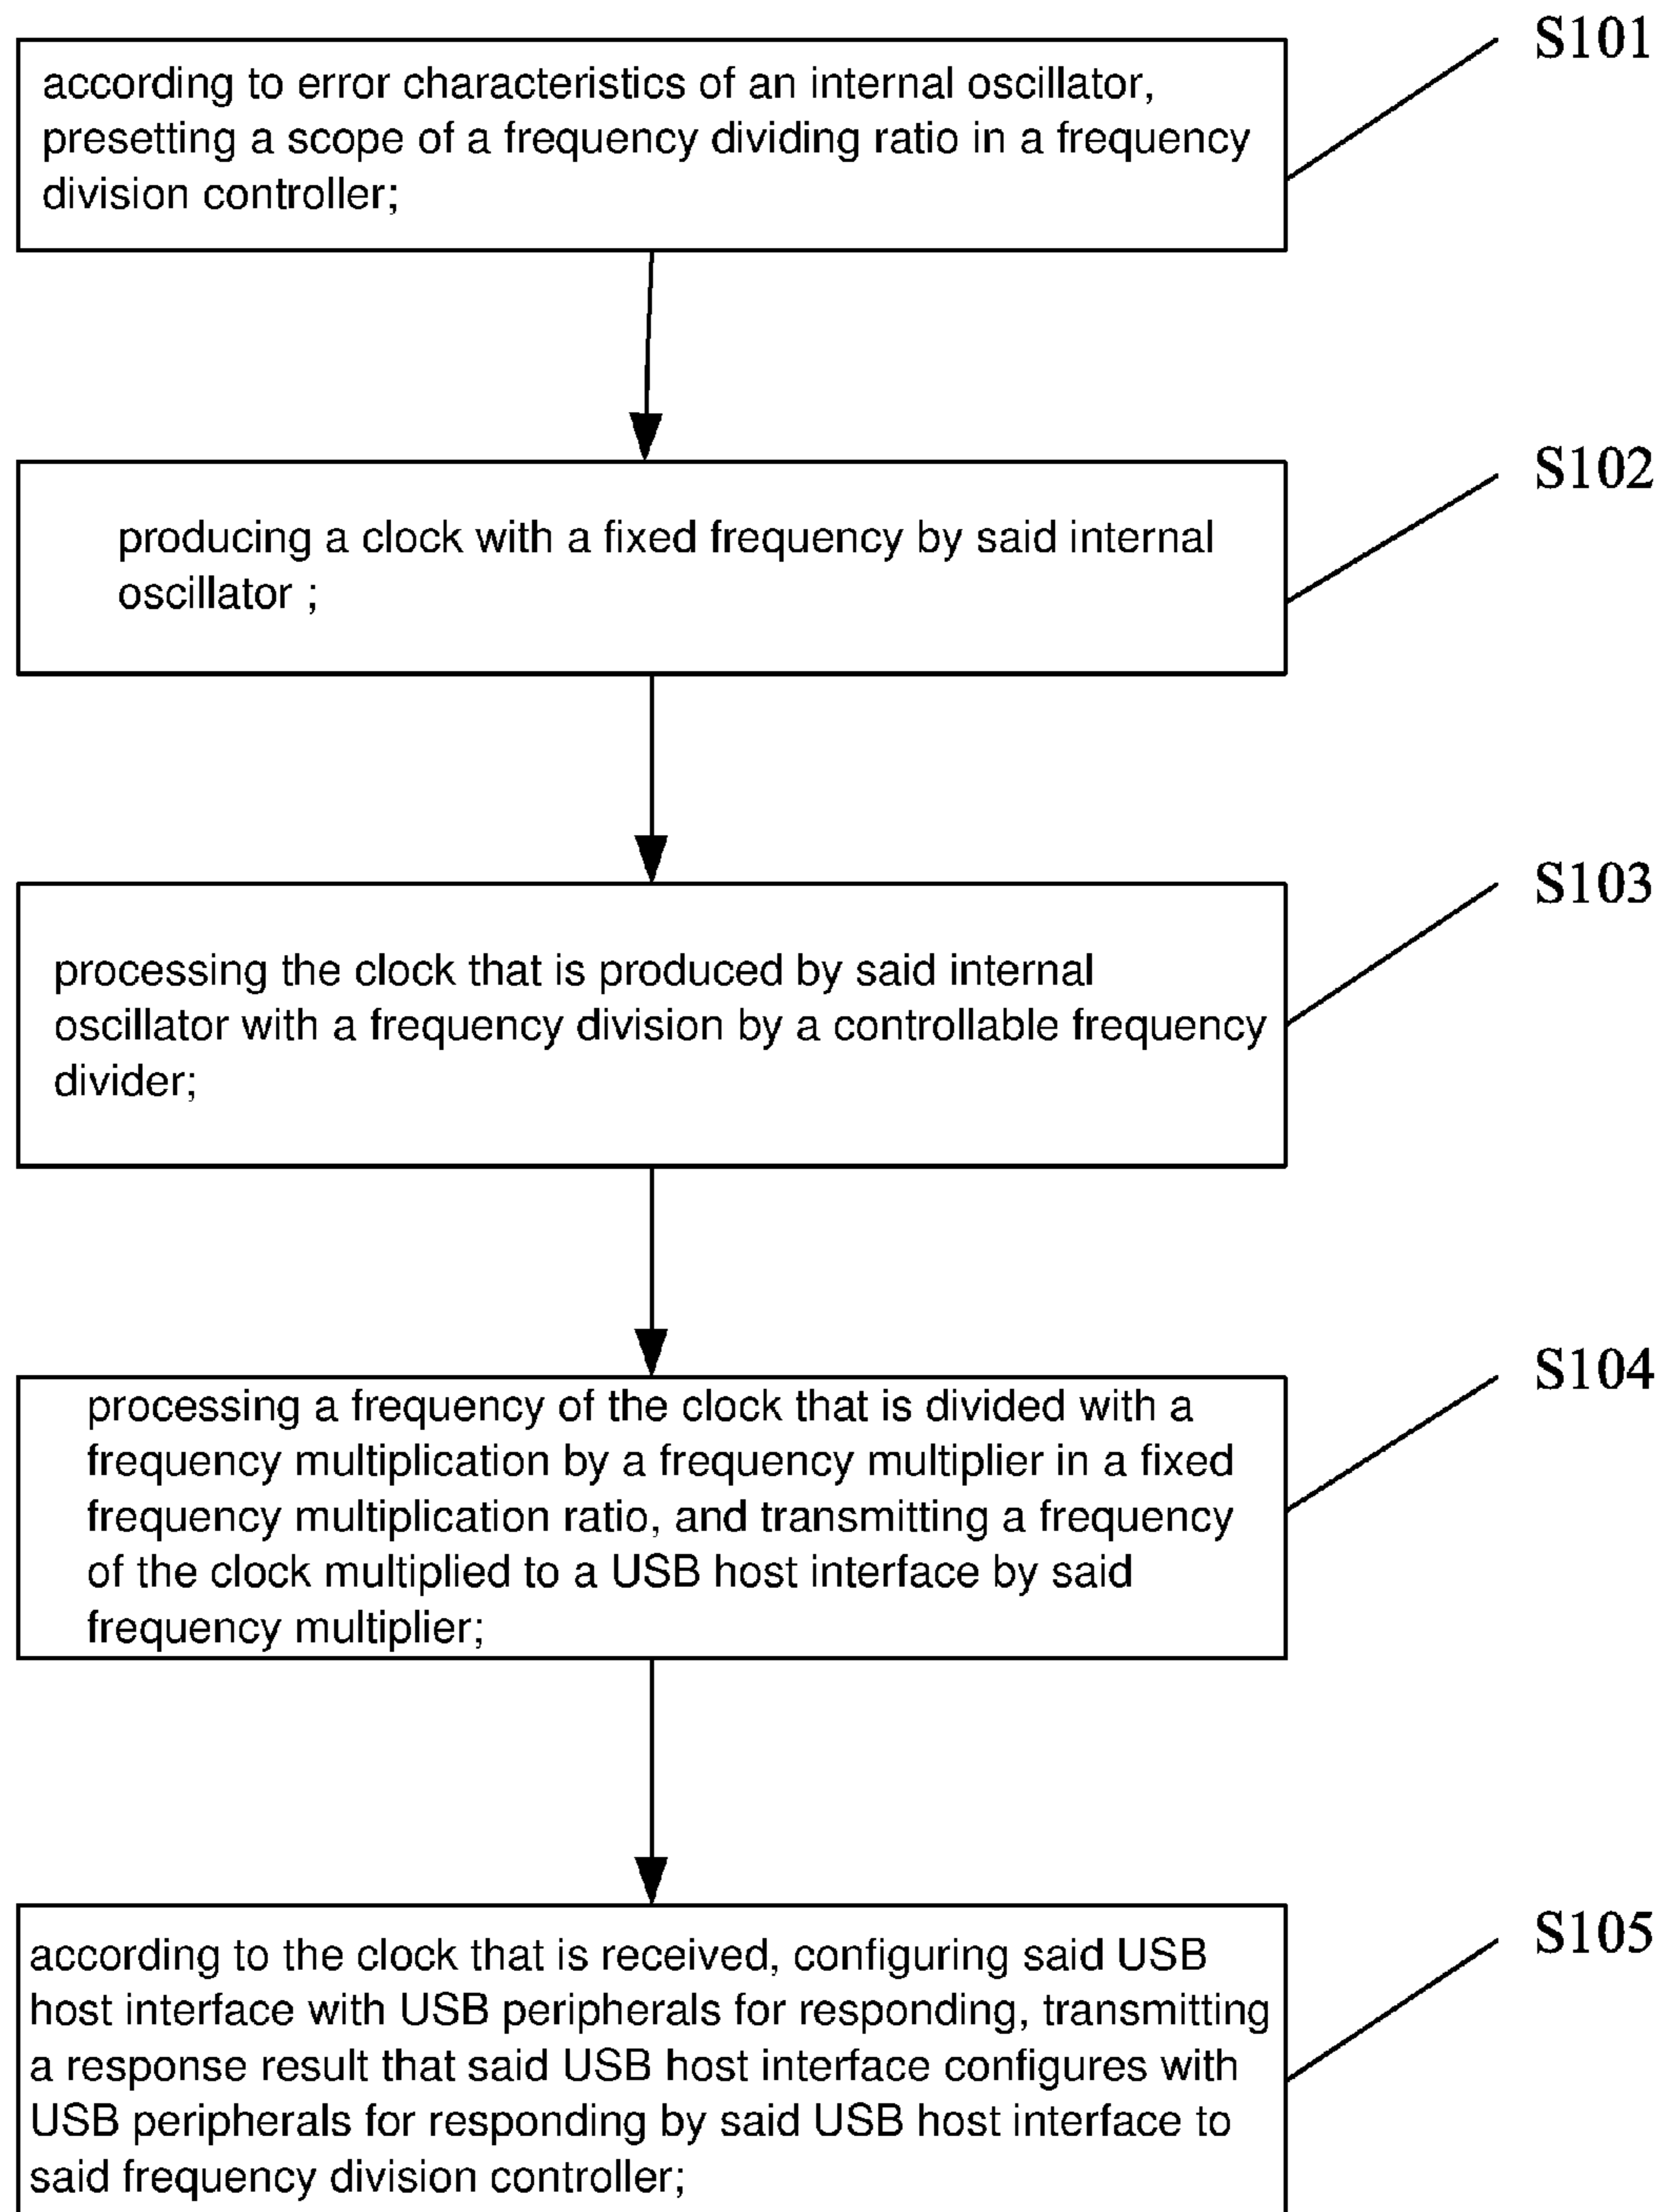 S101
according to error characteristics of an internal oscillator,
presetting a scope of a frequency dividing ratio in a frequency
division controller;
S102
producing a clock with a fixed frequency by said internal
oscillator ;
S103
processing the clock that is produced by said internal
oscillator with a frequency division by a controllable frequency
divider;
S104
processing a frequency of the clock that is divided with a
frequency multiplication by a frequency multiplier in a fixed
frequency multiplication ratio, and transmitting a frequency
of the clock multiplied to a USB host interface by said
frequency multiplier;
S105
according to the clock that is received, configuring said USB
host interface with USB peripherals for responding, transmitting
a response result that said USB host interface configures with
USB peripherals for responding by said USB host interface to
said frequency division controller;